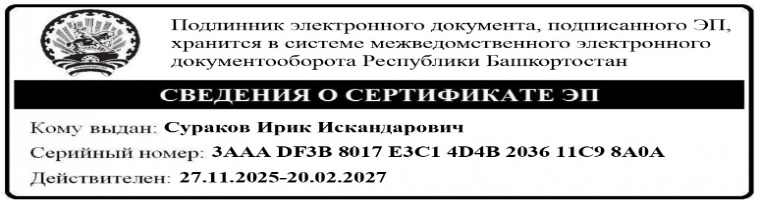 Подлинник электронного документа, подписанного ЭП,
хранится в системе межведомственного электронного
документооборота Республики Башкортостан
СВЕДЕНИЯ О СЕРТИФИКАТЕ ЭП
Кому выдан: Сураков Ирик Искандарович
Серийный номер: 3AAA DF3B 8017 E3C1 4D4B 2036 11C9 8A0A
Действителен: 27.11.2025-20.02.2027